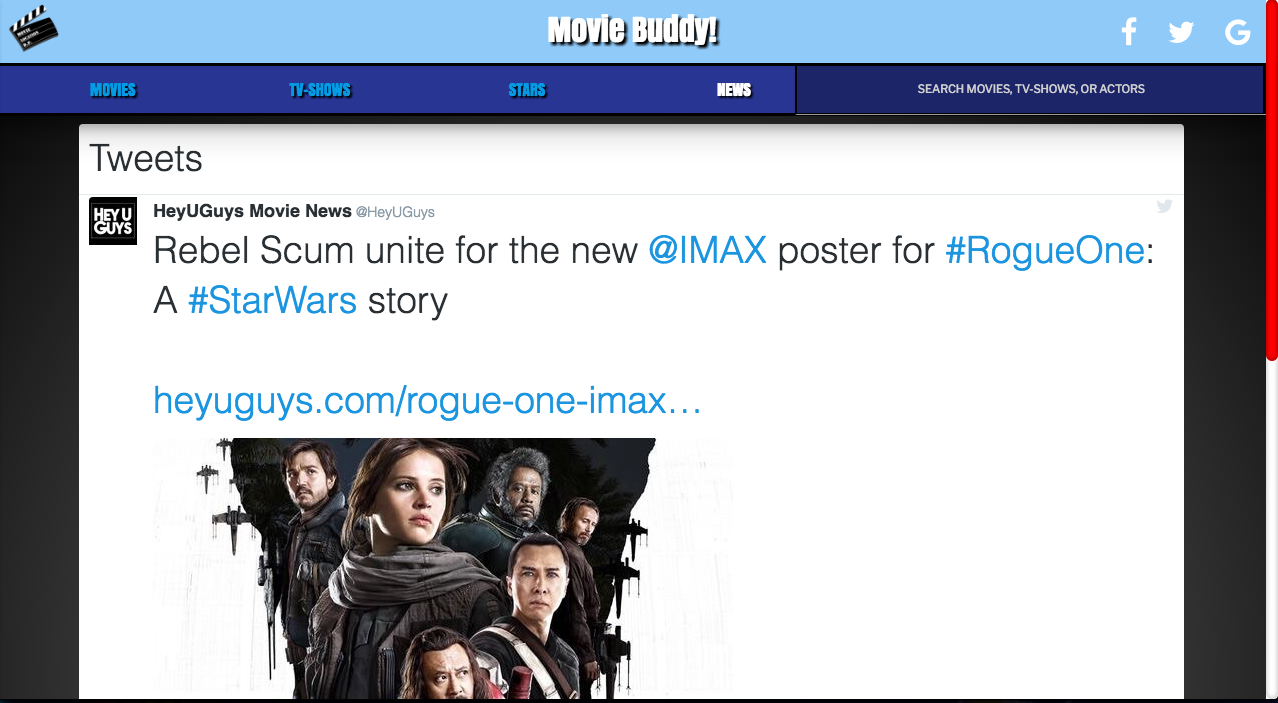 Movie Buddy!
MOVIES TV-SHOWS STARS NEWS SEARCH MOVIES, TV-SHOWS, OR ACTORS
Tweets
HEY U
GUYS
HeyUGuys Movie News @HeyUGuys
Rebel Scum unite for the new @IMAX poster for #RogueOne:
A #StarWars story
heyuguys.com/rogue-one-imax…